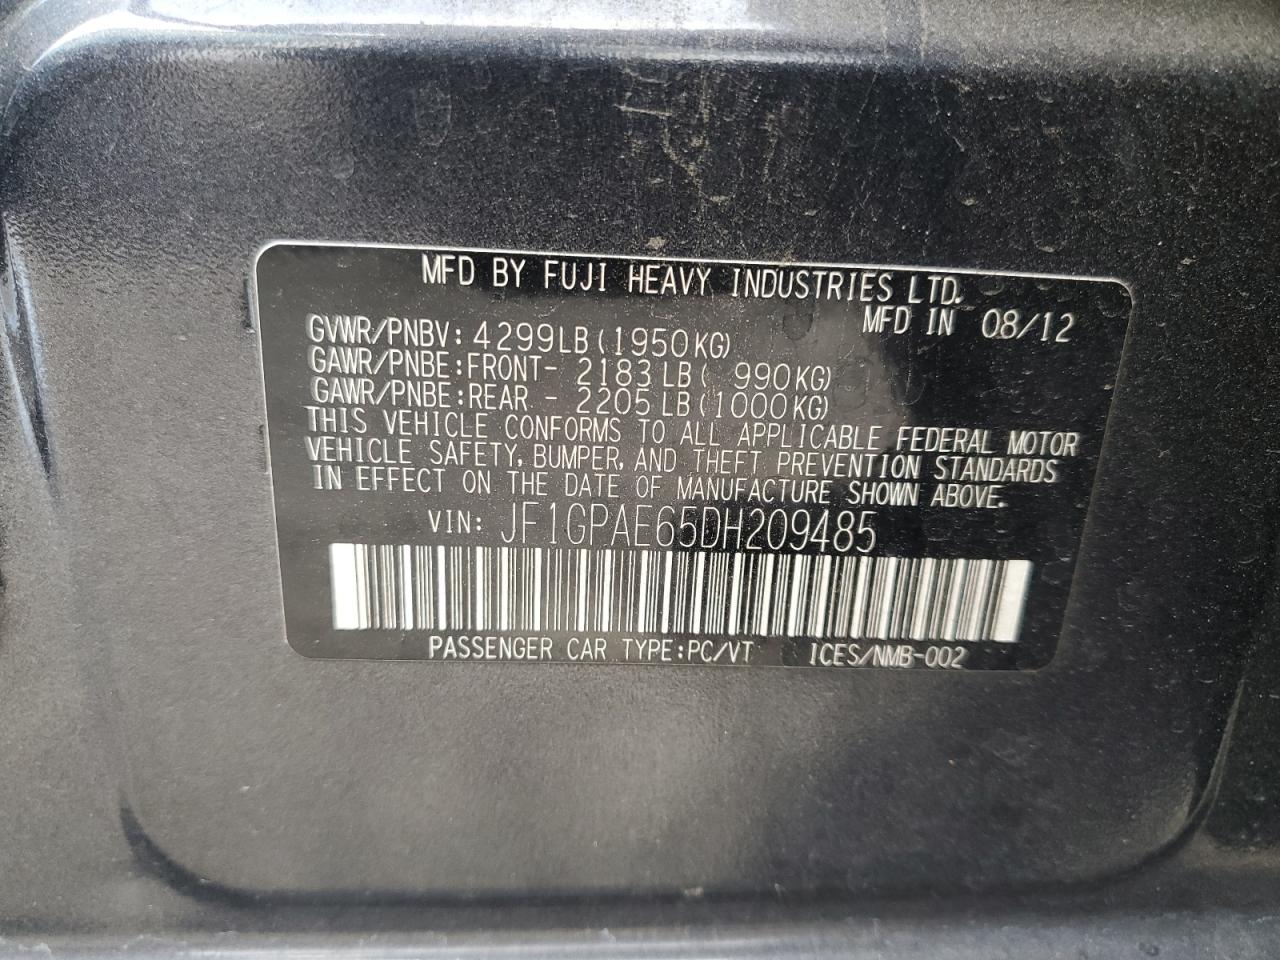 MFD BY FUJI HEAVY INDUSTRIES LTD.
MFD IN 08/12
GVWR/PNBV: 4299LB (1950KG)
GAWR/PNBE:FRONT- 2183 LB( 990KG)
GAWR/PNBE:REAR - 2205 LB (1000KG)
THIS VEHICLE CONFORMS TO ALL APPLICABLE FEDERAL MOTOR
VEHICLE SAFETY, BUMPER, AND THEFT PREVENTION STANDARDS
IN EFFECT ON THE DATE OF MANUFACTURE SHOWN ABOVE.
VIN: JF1GPAE65DH209485
PASSENGER CAR TYPE:PC/VT ICES/NMB-002